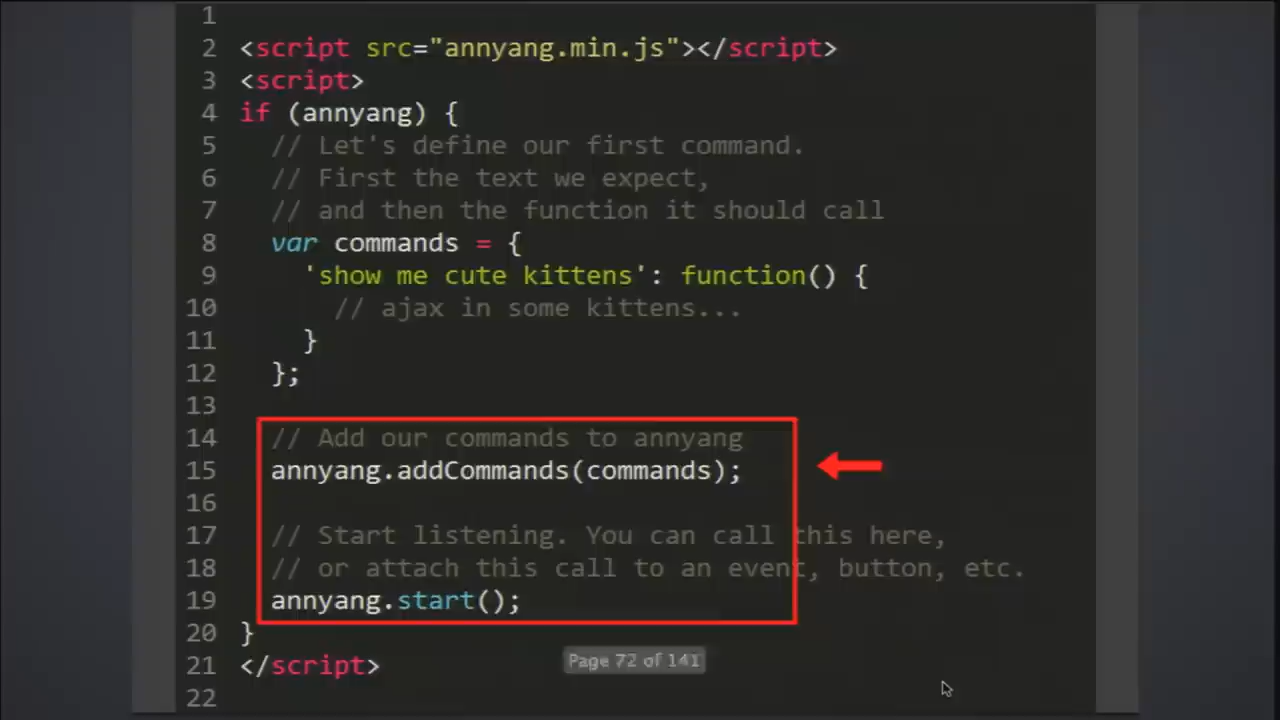 1
2 <script src="annyang.min.js"></script>
3 <script>
4 if (annyang) {
5 // Let's define our first command.
6 // First the text we expect,
7 // and then the function it should call
8 var commands = {
9 'show me cute kittens': function() {
10 // ajax in some kittens...
11 }
12 };
13
14 // Add our commands to annyang
15 annyang.addCommands(commands);
16
17 // Start listening. You can call this here,
18 // or attach this call to an event, button, etc.
19 annyang.start();
20 }
21 </script>
22
Page 72 of 141